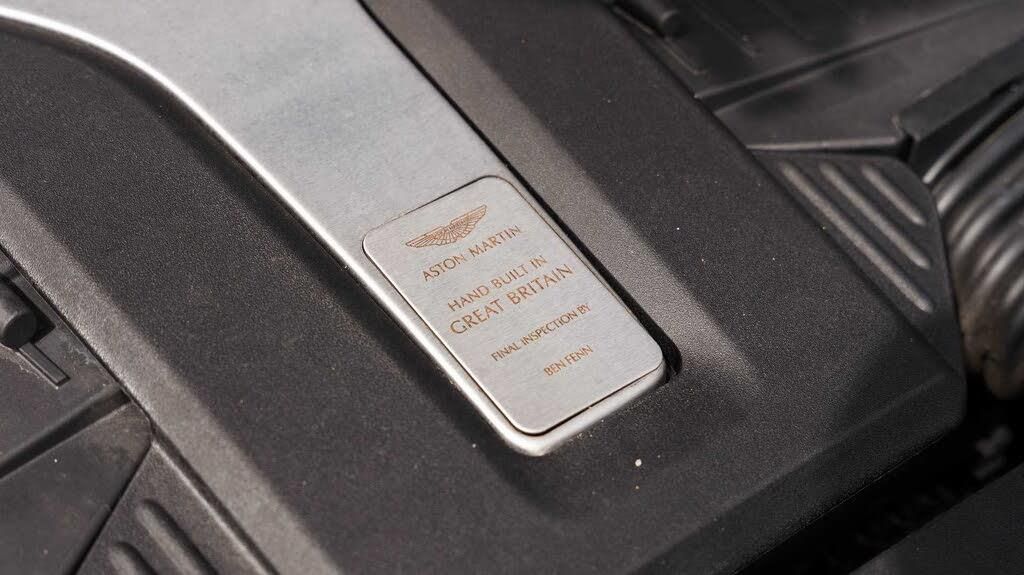 ASTON MARTIN
HAND BUILT IN
GREAT BRITAIN
FINAL INSPECTION BY
BEN FENN